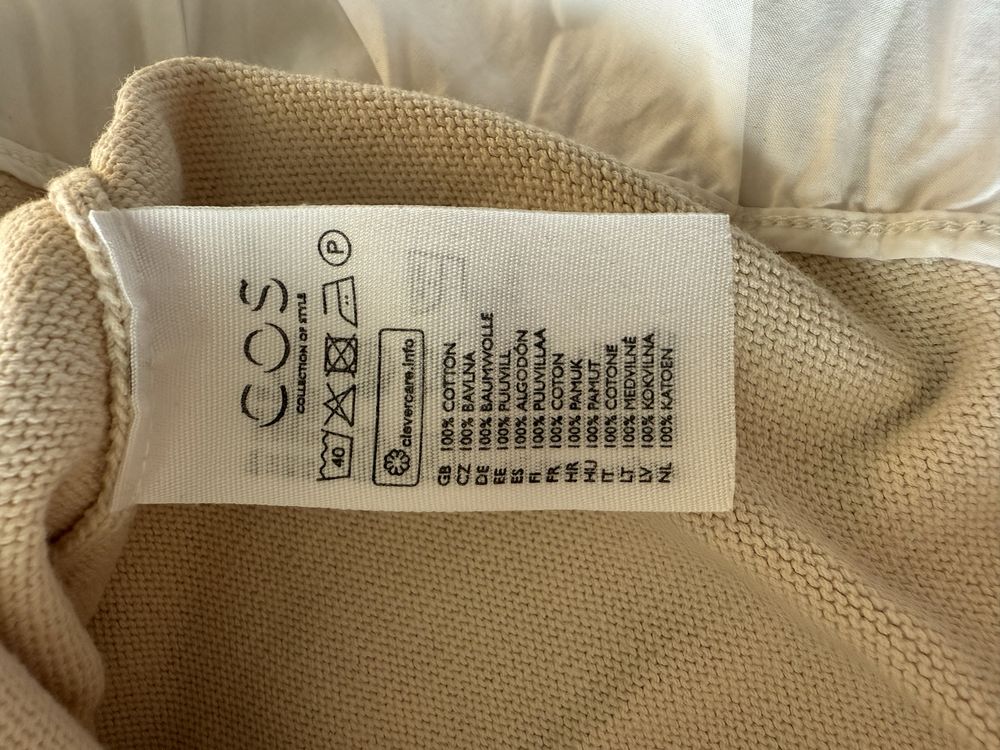 COS
COLLECTION OF STYLE
40
P
clevercare.info
GB 100% COTTON
CZ 100% BAVLNA
DE 100% BAUMWOLLE
EE 100% PUUVILL
ES 100% ALGODÓN
FI 100% PUUVILLAA
FR 100% COTON
HR 100% PAMUK
HU 100% PAMUT
IT 100% COTONE
LT 100% MEDVILNĖ
LV 100% KOKVILNA
NL 100% KATOEN